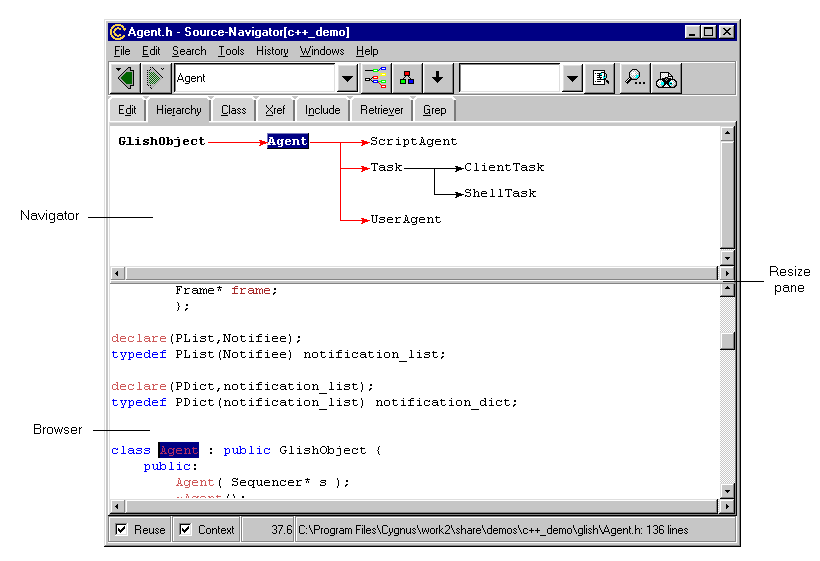 Agent.h - Source-Navigator[c++_demo]
File Edit Search Tools History Windows Help
Agent
Edit Hierarchy Class Xref Include Retriever Grep
GlishObject Agent ScriptAgent
Task ClientTask
ShellTask
UserAgent
Navigator
Resize
pane
Frame* frame;
};
declare(PList,Notifiee);
typedef PList(Notifiee) notification_list;
declare(PDict,notification_list);
typedef PDict(notification_list) notification_dict;
Browser
class Agent : public GlishObject {
public:
Agent( Sequencer* s );
~Agent();
Reuse Context 37.6 C:\Program Files\Cygnus\work2\share\demos\c++_demo\glish\Agent.h: 136 lines